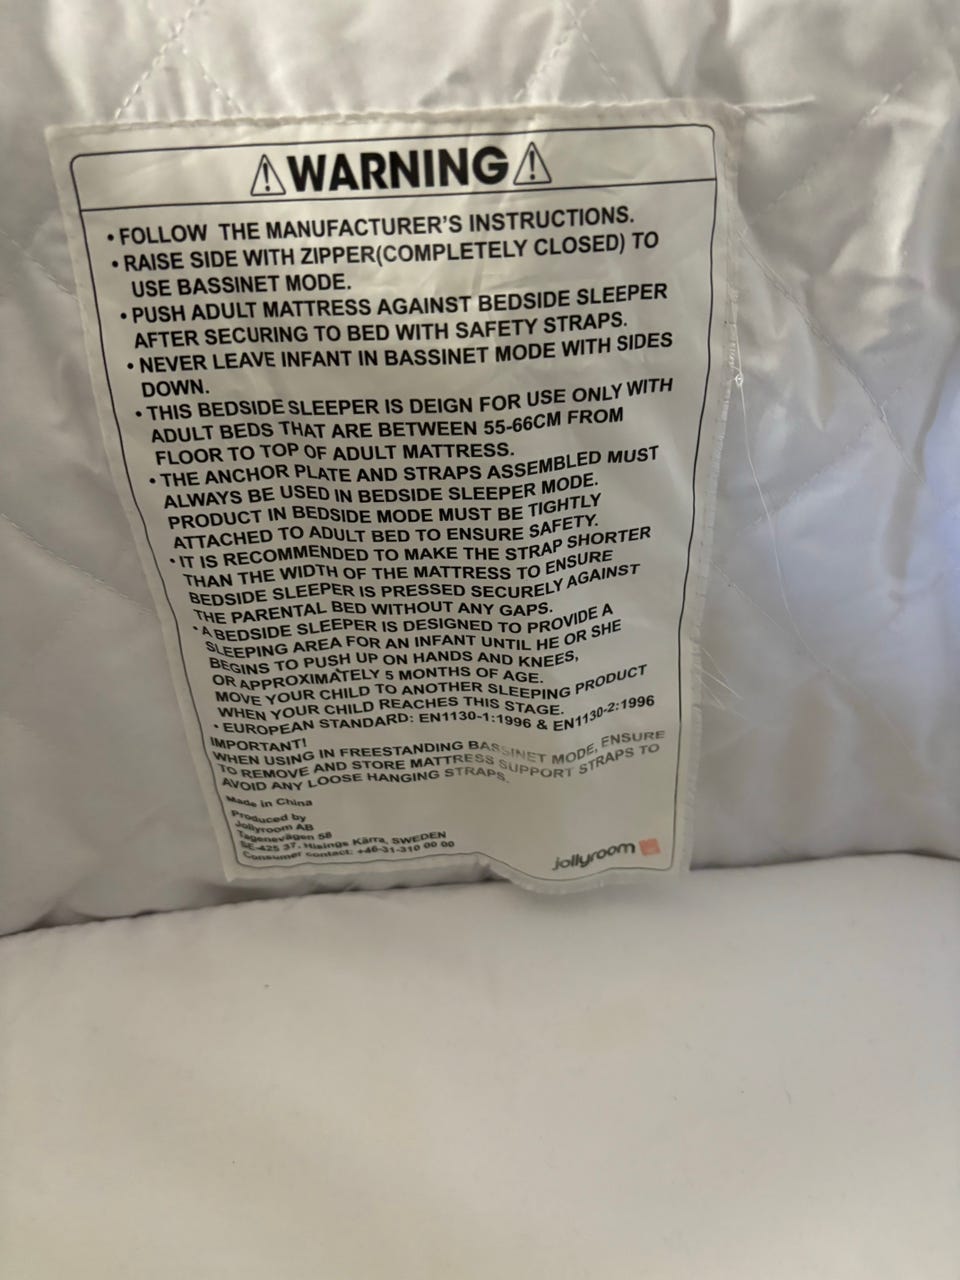 WARNING
• FOLLOW THE MANUFACTURER'S INSTRUCTIONS.
• RAISE SIDE WITH ZIPPER(COMPLETELY CLOSED) TO
USE BASSINET MODE.
• PUSH ADULT MATTRESS AGAINST BEDSIDE SLEEPER
AFTER SECURING TO BED WITH SAFETY STRAPS.
• NEVER LEAVE INFANT IN BASSINET MODE WITH SIDES
DOWN.
• THIS BEDSIDE SLEEPER IS DEIGN FOR USE ONLY WITH
ADULT BEDS THAT ARE BETWEEN 55-66CM FROM
FLOOR TO TOP OF ADULT MATTRESS.
• THE ANCHOR PLATE AND STRAPS ASSEMBLED MUST
ALWAYS BE USED IN BEDSIDE SLEEPER MODE.
PRODUCT IN BEDSIDE MODE MUST BE TIGHTLY
ATTACHED TO ADULT BED TO ENSURE SAFETY.
• IT IS RECOMMENDED TO MAKE THE STRAP SHORTER
THAN THE WIDTH OF THE MATTRESS TO ENSURE
BEDSIDE SLEEPER IS PRESSED SECURELY AGAINST
THE PARENTAL BED WITHOUT ANY GAPS.
• A BEDSIDE SLEEPER IS DESIGNED TO PROVIDE A
SLEEPING AREA FOR AN INFANT UNTIL HE OR SHE
BEGINS TO PUSH UP ON HANDS AND KNEES,
OR APPROXIMATELY 5 MONTHS OF AGE.
MOVE YOUR CHILD TO ANOTHER SLEEPING PRODUCT
WHEN YOUR CHILD REACHES THIS STAGE.
• EUROPEAN STANDARD: EN1130-1:1996 & EN1130-2:1996
IMPORTANT!
WHEN USING IN FREESTANDING BASSINET MODE, ENSURE
TO REMOVE AND STORE MATTRESS SUPPORT STRAPS TO
AVOID ANY LOOSE HANGING STRAPS.
Made in China
Produced by
Jollyroom AB
Tagenevägen 58
SE-425 37, Hisings Kärra, SWEDEN
Consumer contact: +46-31-310 00 00
jollyroom